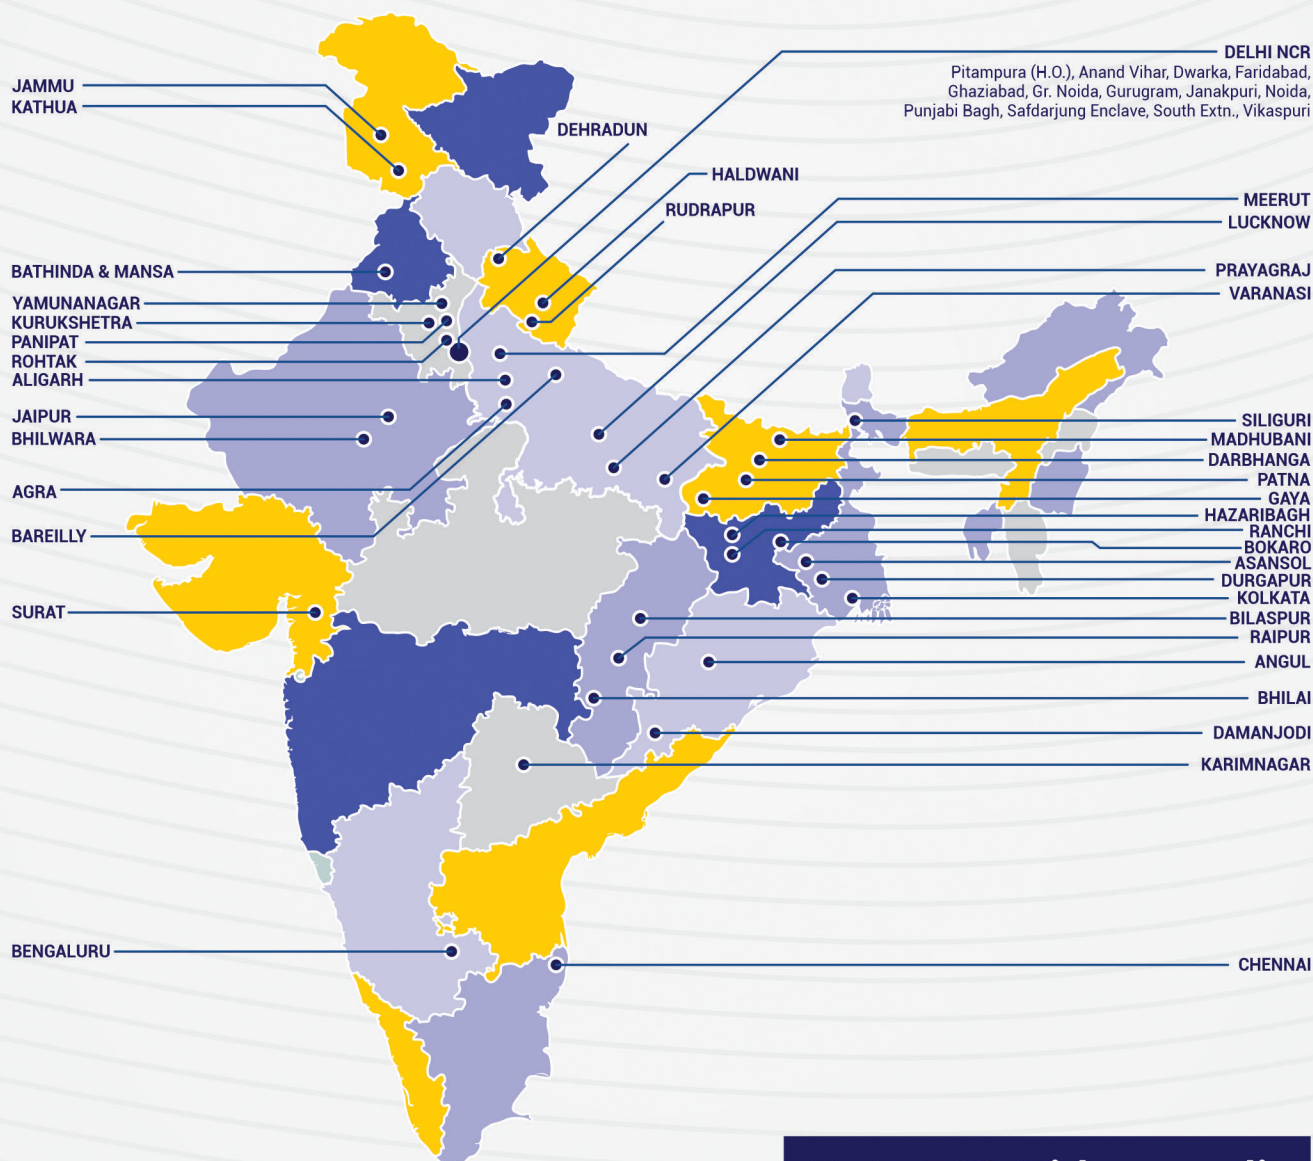 DELHI NCR
Pitampura (H.O.), Anand Vihar, Dwarka, Faridabad,
Ghaziabad, Gr. Noida, Gurugram, Janakpuri, Noida,
Punjabi Bagh, Safdarjung Enclave, South Extn., Vikaspuri
JAMMU
KATHUA
DEHRADUN
HALDWANI
RUDRAPUR
MEERUT
LUCKNOW
PRAYAGRAJ
VARANASI
BATHINDA & MANSA
YAMUNANAGAR
KURUKSHETRA
PANIPAT
ROHTAK
ALIGARH
JAIPUR
BHILWARA
AGRA
BAREILLY
SURAT
BENGALURU
SILIGURI
MADHUBANI
DARBHANGA
PATNA
GAYA
HAZARIBAGH
RANCHI
BOKARO
ASANSOL
DURGAPUR
KOLKATA
BILASPUR
RAIPUR
ANGUL
BHILAI
DAMANJODI
KARIMNAGAR
CHENNAI